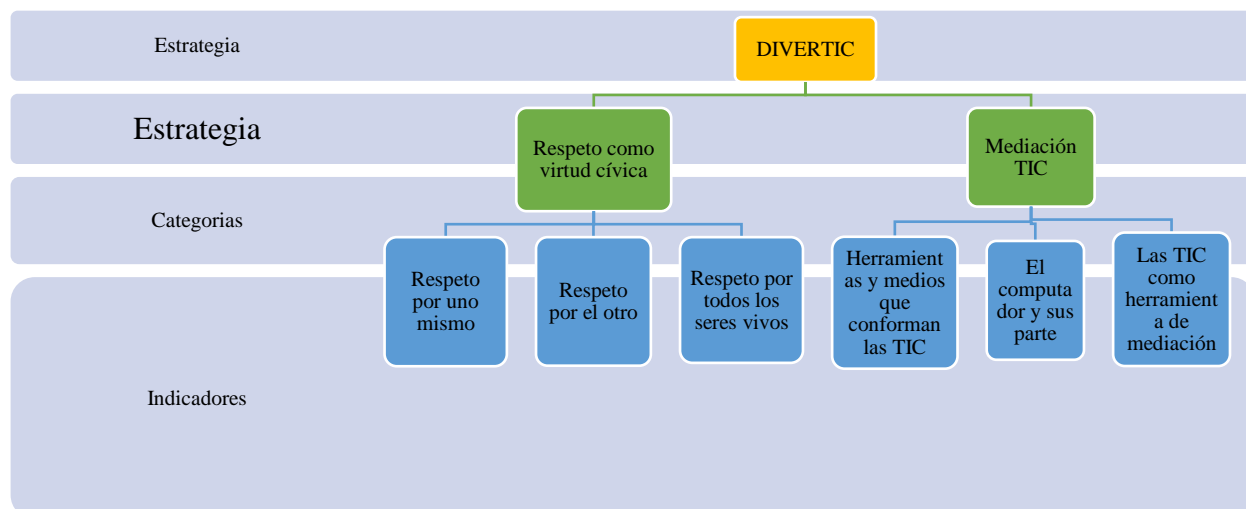 Estrategia
DIVERTIC
Estrategia
Respeto como
virtud cívica
Mediación
TIC
Categorias
Respeto
por uno
mismo
Respeto
por el otro
Respeto por
todos los
seres vivos
Herramient
as y medios
que
conforman
las TIC
El
computa
dor y sus
parte
Las TIC
como
herramient
a de
mediación
Indicadores